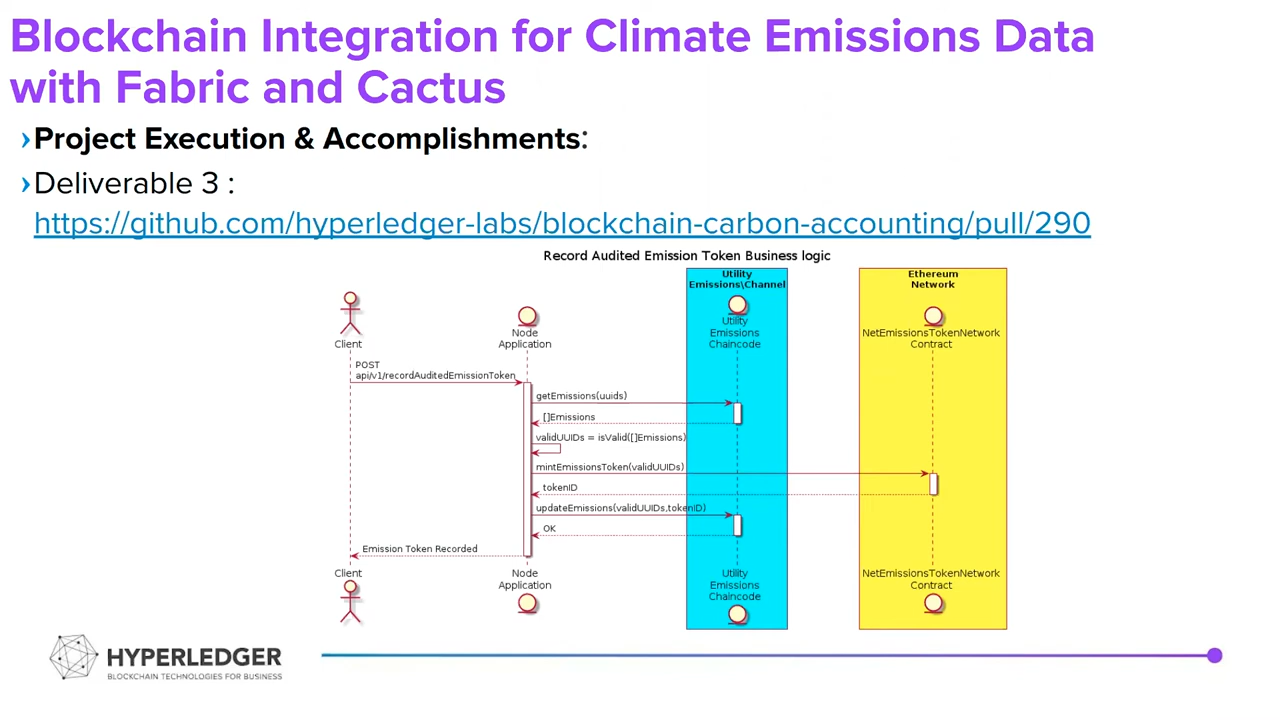 Blockchain Integration for Climate Emissions Data
with Fabric and Cactus
›Project Execution & Accomplishments:
›Deliverable 3 :
https://github.com/hyperledger-labs/blockchain-carbon-accounting/pull/290
Record Audited Emission Token Business logic
Utility
Emissions\Channel
Ethereum
Network
Client
Node
Application
Utility
Emissions
Chaincode
NetEmissionsTokenNetwork
Contract
POST
api/v1/recordAuditedEmissionToken
getEmissions(uuids)
[]Emissions
validUUIDs = isValid([]Emissions)
mintEmissionsToken(validUUIDs)
tokenID
updateEmissions(validUUIDs,tokenID)
OK
Emission Token Recorded
Client
Node
Application
Utility
Emissions
Chaincode
NetEmissionsTokenNetwork
Contract
HYPERLEDGER
BLOCKCHAIN TECHNOLOGIES FOR BUSINESS